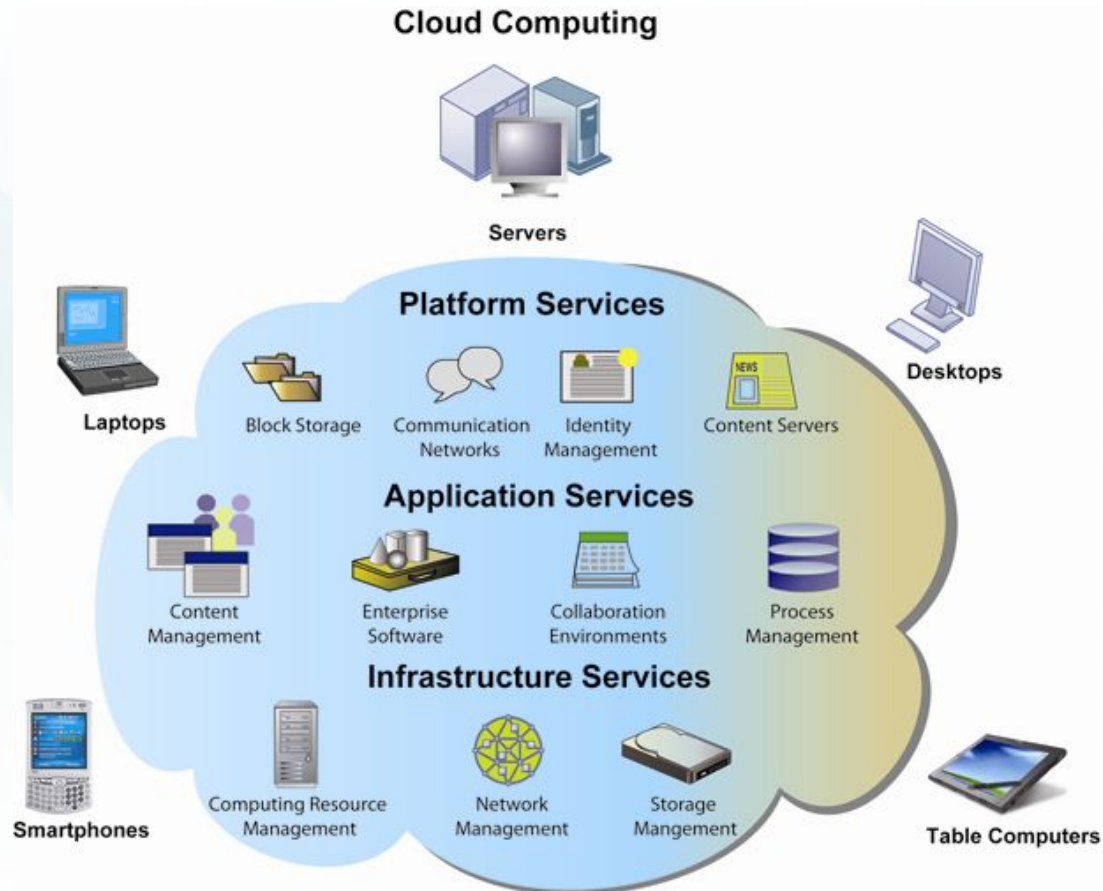 Cloud Computing
Servers
Laptops
Desktops
Platform Services
Block Storage
Communication
Networks
Identity
Management
NEWS
Content Servers
Application Services
Content
Management
Enterprise
Software
Collaboration
Environments
Process
Management
Infrastructure Services
Computing Resource
Management
Network
Management
Storage
Mangement
Smartphones
Table Computers